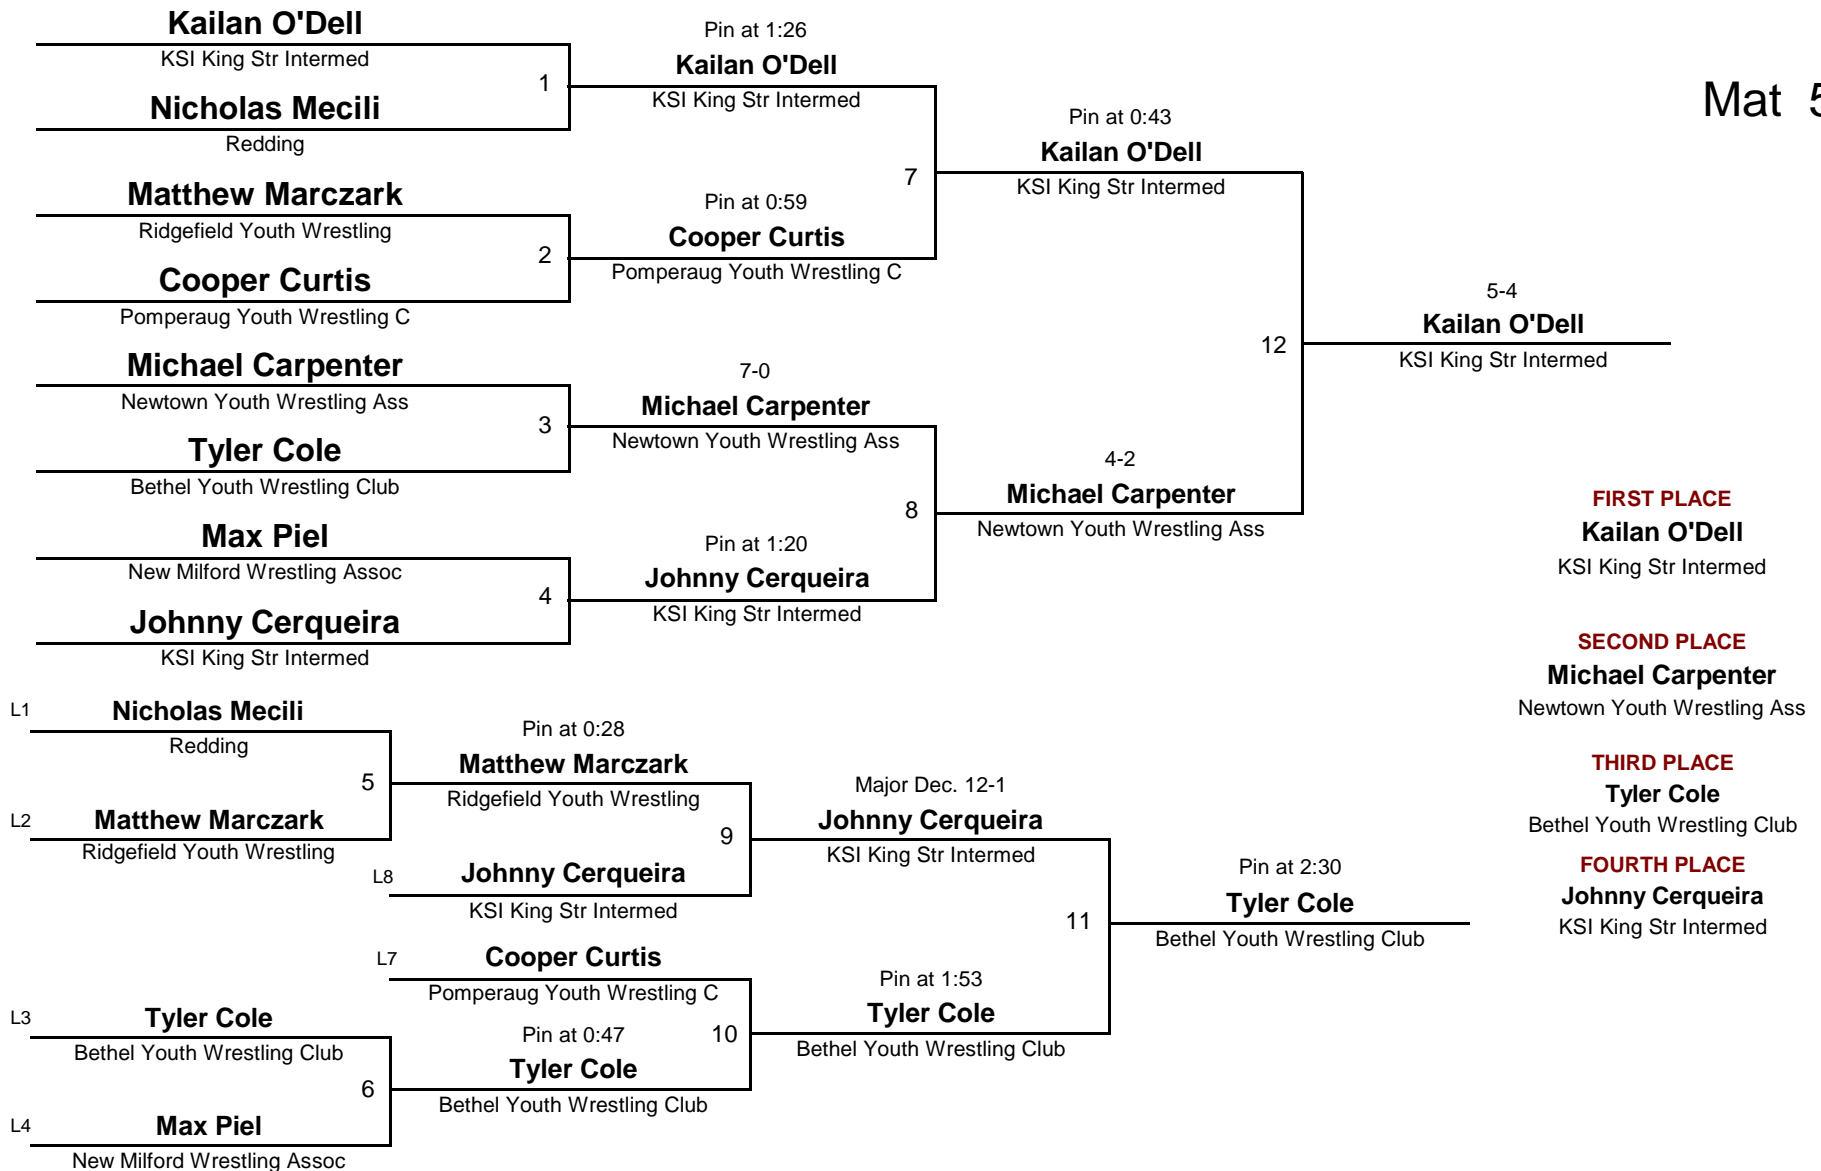 Kailan O'Dell
KSI King Str Intermed
1
Nicholas Mecili
Redding
Matthew Marczark
Ridgefield Youth Wrestling
2
Cooper Curtis
Pomperaug Youth Wrestling C
Michael Carpenter
Newtown Youth Wrestling Ass
3
Tyler Cole
Bethel Youth Wrestling Club
Max Piel
New Milford Wrestling Assoc
4
Johnny Cerqueira
KSI King Str Intermed
Pin at 1:26
Kailan O'Dell
KSI King Str Intermed
7
Pin at 0:59
Cooper Curtis
Pomperaug Youth Wrestling C
7-0
Michael Carpenter
Newtown Youth Wrestling Ass
8
Pin at 1:20
Johnny Cerqueira
KSI King Str Intermed
Pin at 0:43
Kailan O'Dell
KSI King Str Intermed
12
4-2
Michael Carpenter
Newtown Youth Wrestling Ass
5-4
Kailan O'Dell
KSI King Str Intermed
Mat 5
FIRST PLACE
Kailan O'Dell
KSI King Str Intermed
SECOND PLACE
Michael Carpenter
Newtown Youth Wrestling Ass
THIRD PLACE
Tyler Cole
Bethel Youth Wrestling Club
FOURTH PLACE
Johnny Cerqueira
KSI King Str Intermed
L1 Nicholas Mecili
Redding
5
L2 Matthew Marczark
Ridgefield Youth Wrestling
Pin at 0:28
Matthew Marczark
Ridgefield Youth Wrestling
9
L8 Johnny Cerqueira
KSI King Str Intermed
L7 Cooper Curtis
Pomperaug Youth Wrestling C
10
Pin at 0:47
Tyler Cole
Bethel Youth Wrestling Club
L3 Tyler Cole
Bethel Youth Wrestling Club
6
L4 Max Piel
New Milford Wrestling Assoc
Major Dec. 12-1
Johnny Cerqueira
KSI King Str Intermed
11
Pin at 1:53
Tyler Cole
Bethel Youth Wrestling Club
Pin at 2:30
Tyler Cole
Bethel Youth Wrestling Club